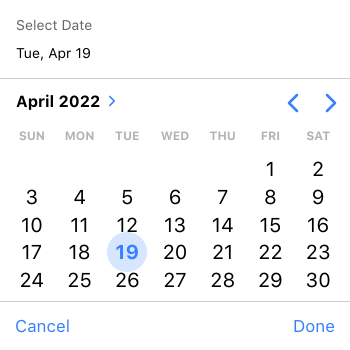 Select Date
Tue, Apr 19
April 2022
SUN MON TUE WED THU FRI SAT
1 2
3 4 5 6 7 8 9
10 11 12 13 14 15 16
17 18 19 20 21 22 23
24 25 26 27 28 29 30
Cancel Done